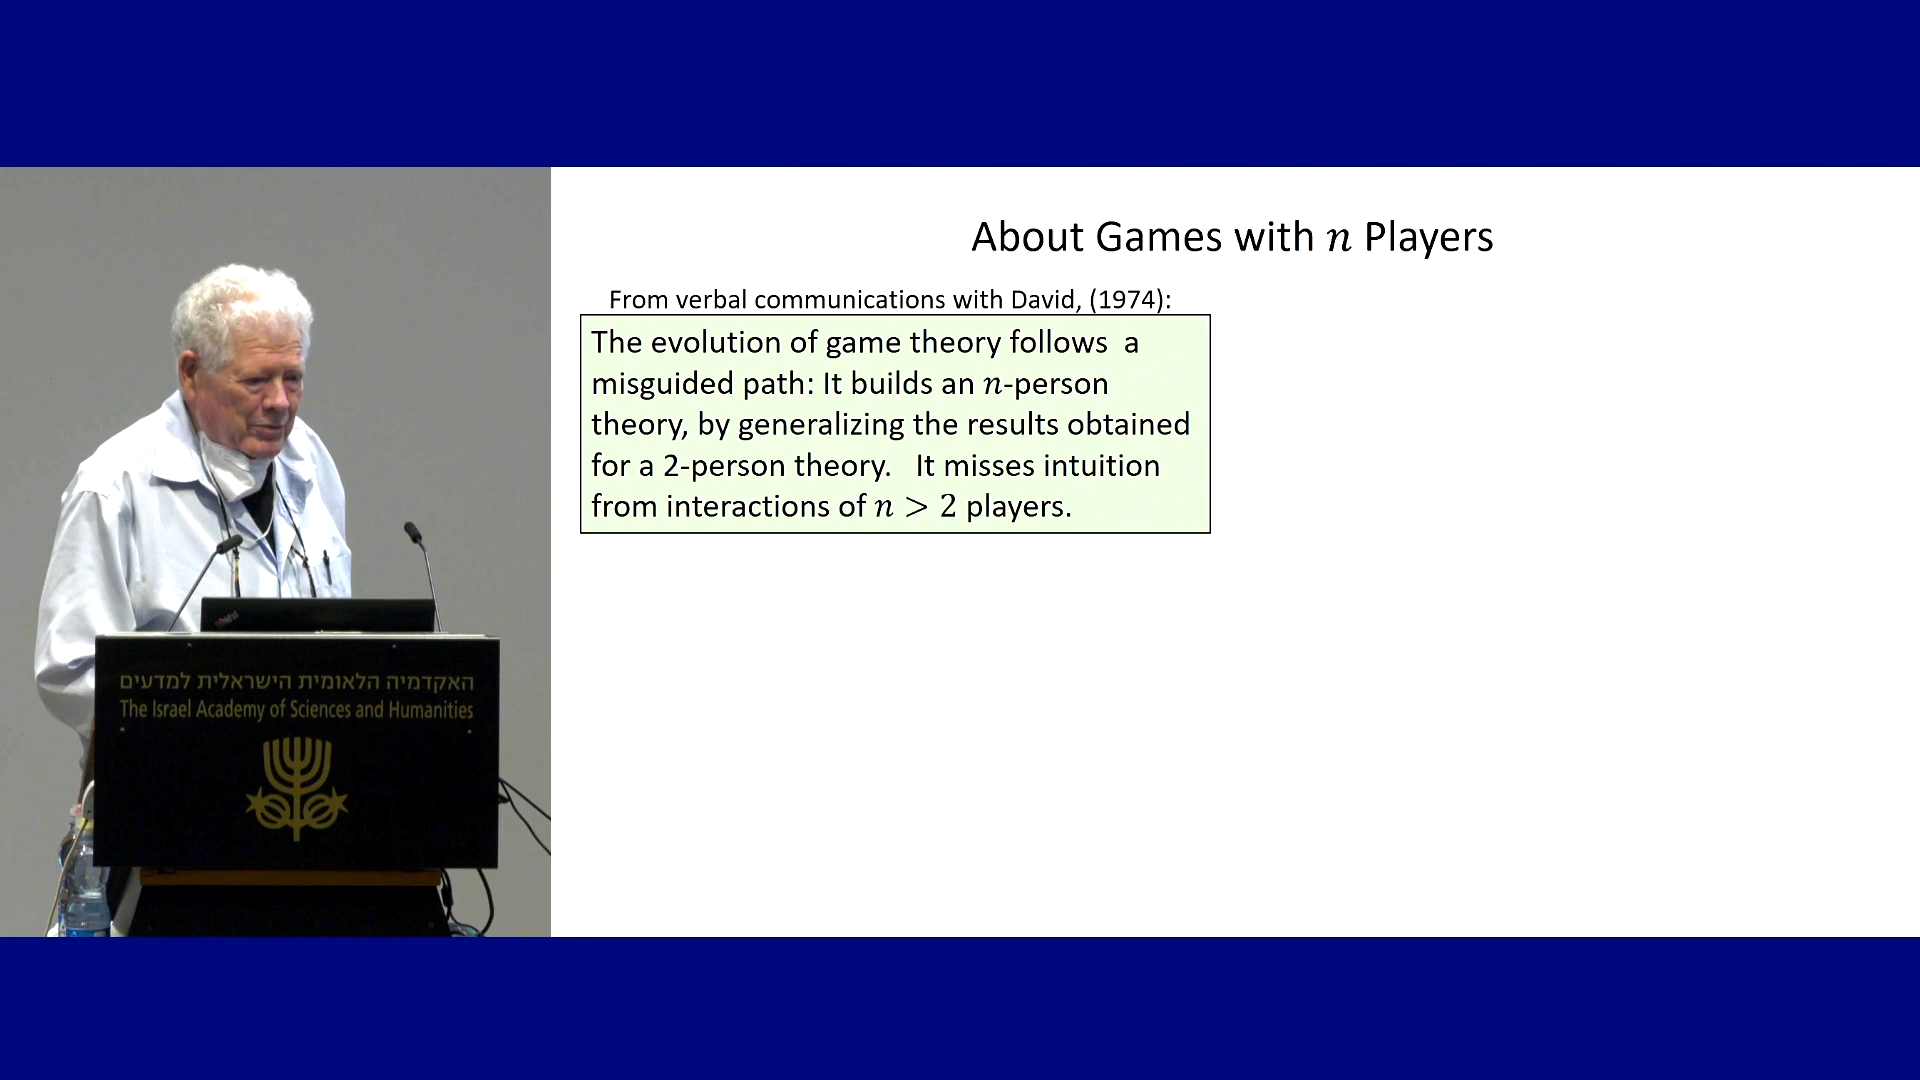 About Games with n Players
From verbal communications with David, (1974):
The evolution of game theory follows a
misguided path: It builds an n-person
theory, by generalizing the results obtained
for a 2-person theory. It misses intuition
from interactions of n > 2 players.
האקדמיה הלאומית הישראלית למדעים
The Israel Academy of Sciences and Humanities